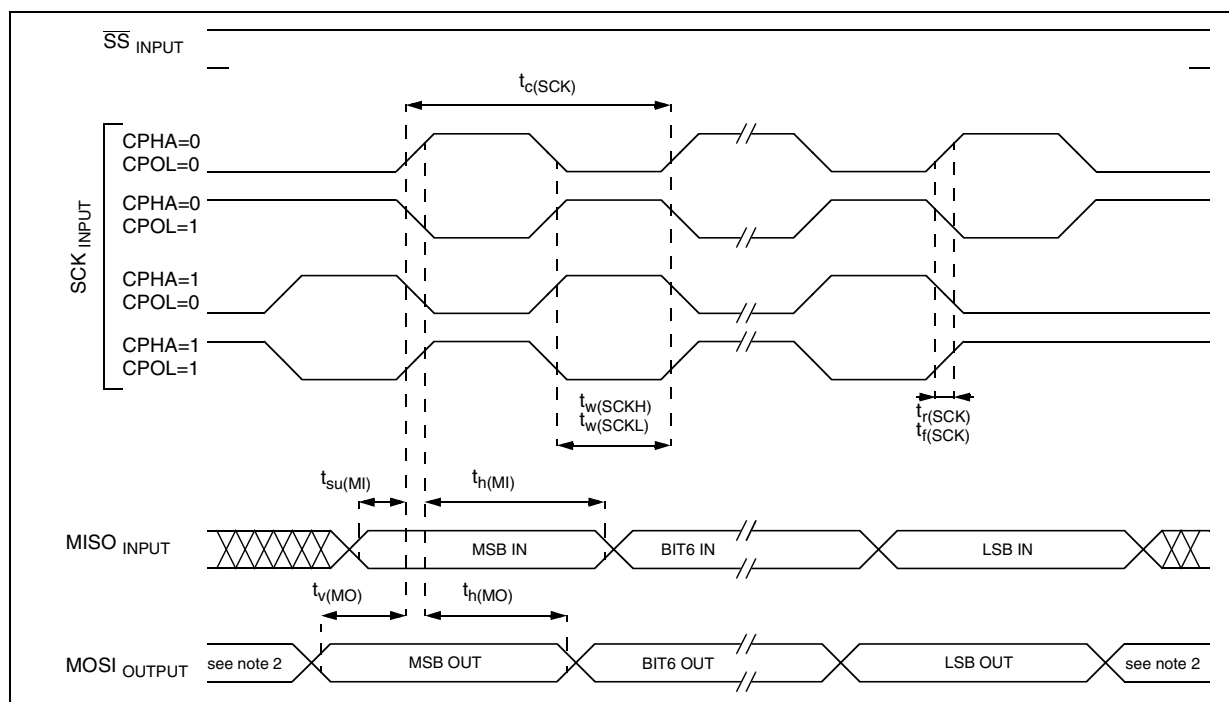 SS INPUT
tc(SCK)
SCK INPUT
CPHA=0
CPOL=0
CPHA=0
CPOL=1
CPHA=1
CPOL=0
CPHA=1
CPOL=1
tw(SCKH)
tw(SCKL)
tr(SCK)
tf(SCK)
tsu(MI)
th(MI)
MISO INPUT
MSB IN
BIT6 IN
LSB IN
tv(MO)
th(MO)
MOSI OUTPUT
see note 2
MSB OUT
BIT6 OUT
LSB OUT
see note 2